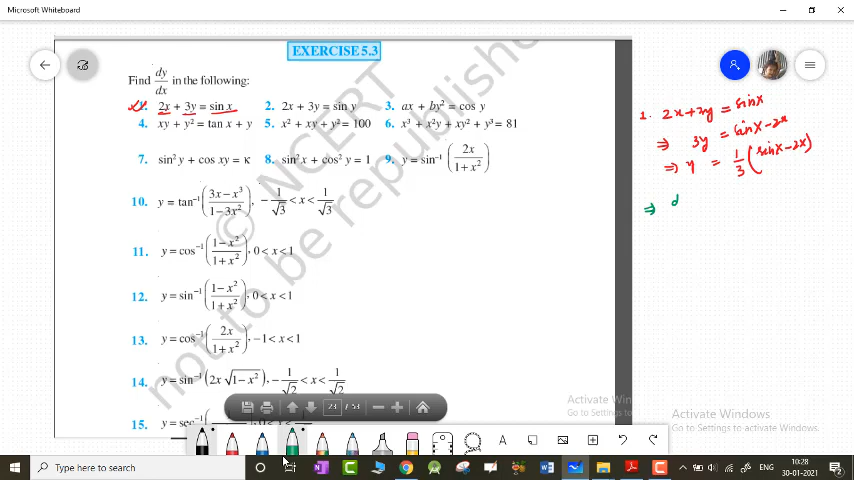 Microsoft Whiteboard
EXERCISE 5.3
Find dy/dx in the following:
1. 2x + 3y = sin x
2. 2x + 3y = sin y
3. ax + by² = cos y
4. xy + y² = tan x + y
5. x² + xy + y² = 100
6. x³ + x²y + xy² + y³ = 81
7. sin² y + cos xy = κ
8. sin² x + cos² y = 1
9. y = sin⁻¹ (2x / 1 + x²)
10. y = tan⁻¹ (3x − x³ / 1 − 3x²), − 1/√3 < x < 1/√3
11. y = cos⁻¹ (1 − x² / 1 + x²), 0 < x < 1
12. y = sin⁻¹ (1 − x² / 1 + x²), 0 < x < 1
13. y = cos⁻¹ (2x / 1 + x²), −1 < x < 1
14. y = sin⁻¹ (2x √1 − x²), − 1/√2 < x < 1/√2
15. y = sec⁻¹ (
© NCERT
not to be republished
1. 2x+3y = sinx
⇒ 3y = sinx−2x
⇒ y = 1/3 (sinx−2x)
⇒ d
23 / 53
Activate Windows
Go to Settings to
Activate Windows
Go to Settings to
Type here to search
ENG
10:28
30-01-2021
2